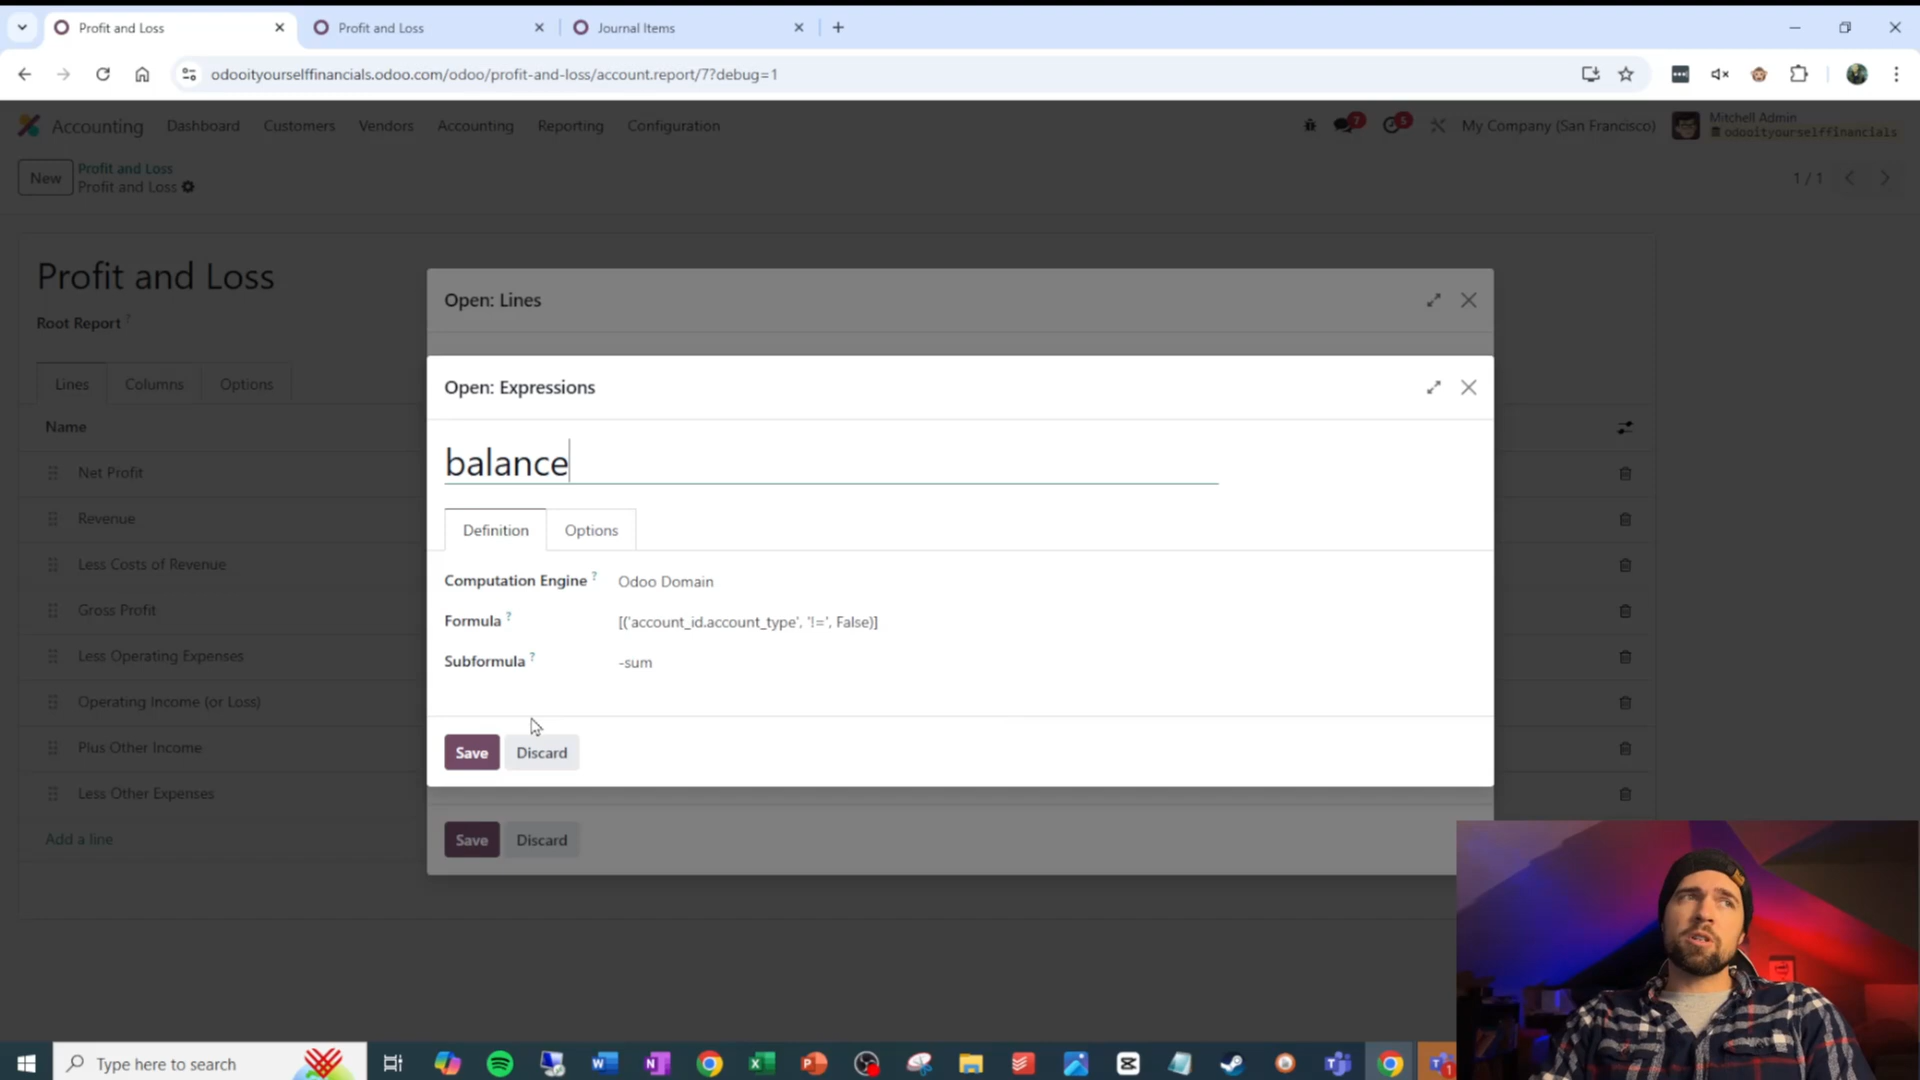 Profit and Loss
Profit and Loss
Journal Items
odooityourselffinancials.odoo.com/odoo/profit-and-loss/account.report/7?debug=1
Accounting
Dashboard
Customers
Vendors
Accounting
Reporting
Configuration
7
5
My Company (San Francisco)
Mitchell Admin
odooityourselffinancials
New
Profit and Loss
Profit and Loss
1 / 1
Profit and Loss
Root Report ?
Lines
Columns
Options
Name
Net Profit
Revenue
Less Costs of Revenue
Gross Profit
Less Operating Expenses
Operating Income (or Loss)
Plus Other Income
Less Other Expenses
Add a line
Open: Lines
Open: Expressions
balance
Definition
Options
Computation Engine ? Odoo Domain
Formula ? [('account_id.account_type', '!=', False)]
Subformula ? -sum
Save
Discard
Save
Discard
Type here to search
1